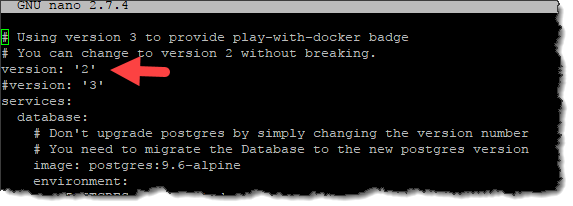 GNU nano 2.7.4
# Using version 3 to provide play-with-docker badge
# You can change to version 2 without breaking.
version: '2'
#version: '3'
services:
database:
# Don't upgrade postgres by simply changing the version number
# You need to migrate the Database to the new postgres version
image: postgres:9.6-alpine
environment: